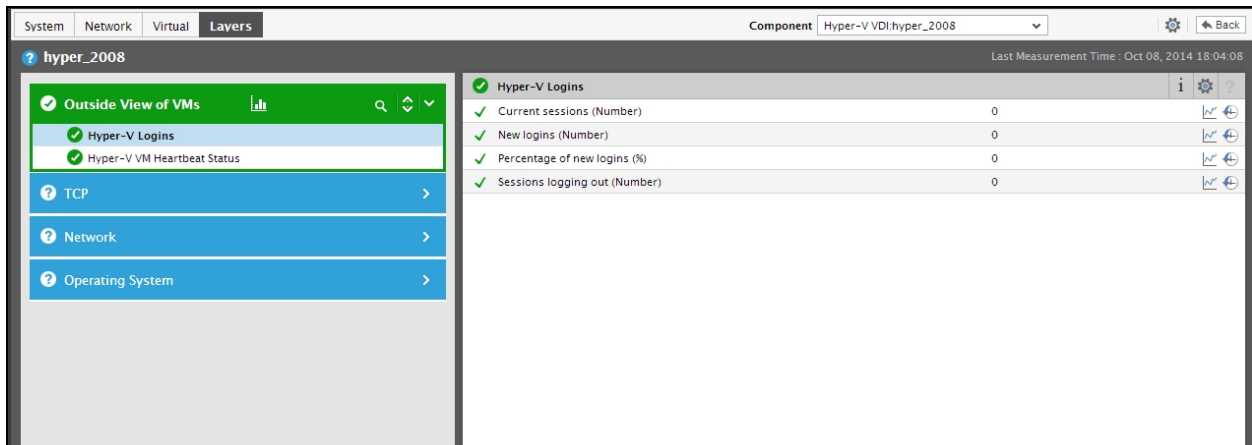 System Network Virtual Layers Component Hyper-V VDI:hyper_2008 Back
? hyper_2008 Last Measurement Time : Oct 08, 2014 18:04:08
Outside View of VMs
Hyper-V Logins
Hyper-V VM Heartbeat Status
? TCP
? Network
? Operating System
Hyper-V Logins i ?
Current sessions (Number) 0
New logins (Number) 0
Percentage of new logins (%) 0
Sessions logging out (Number) 0